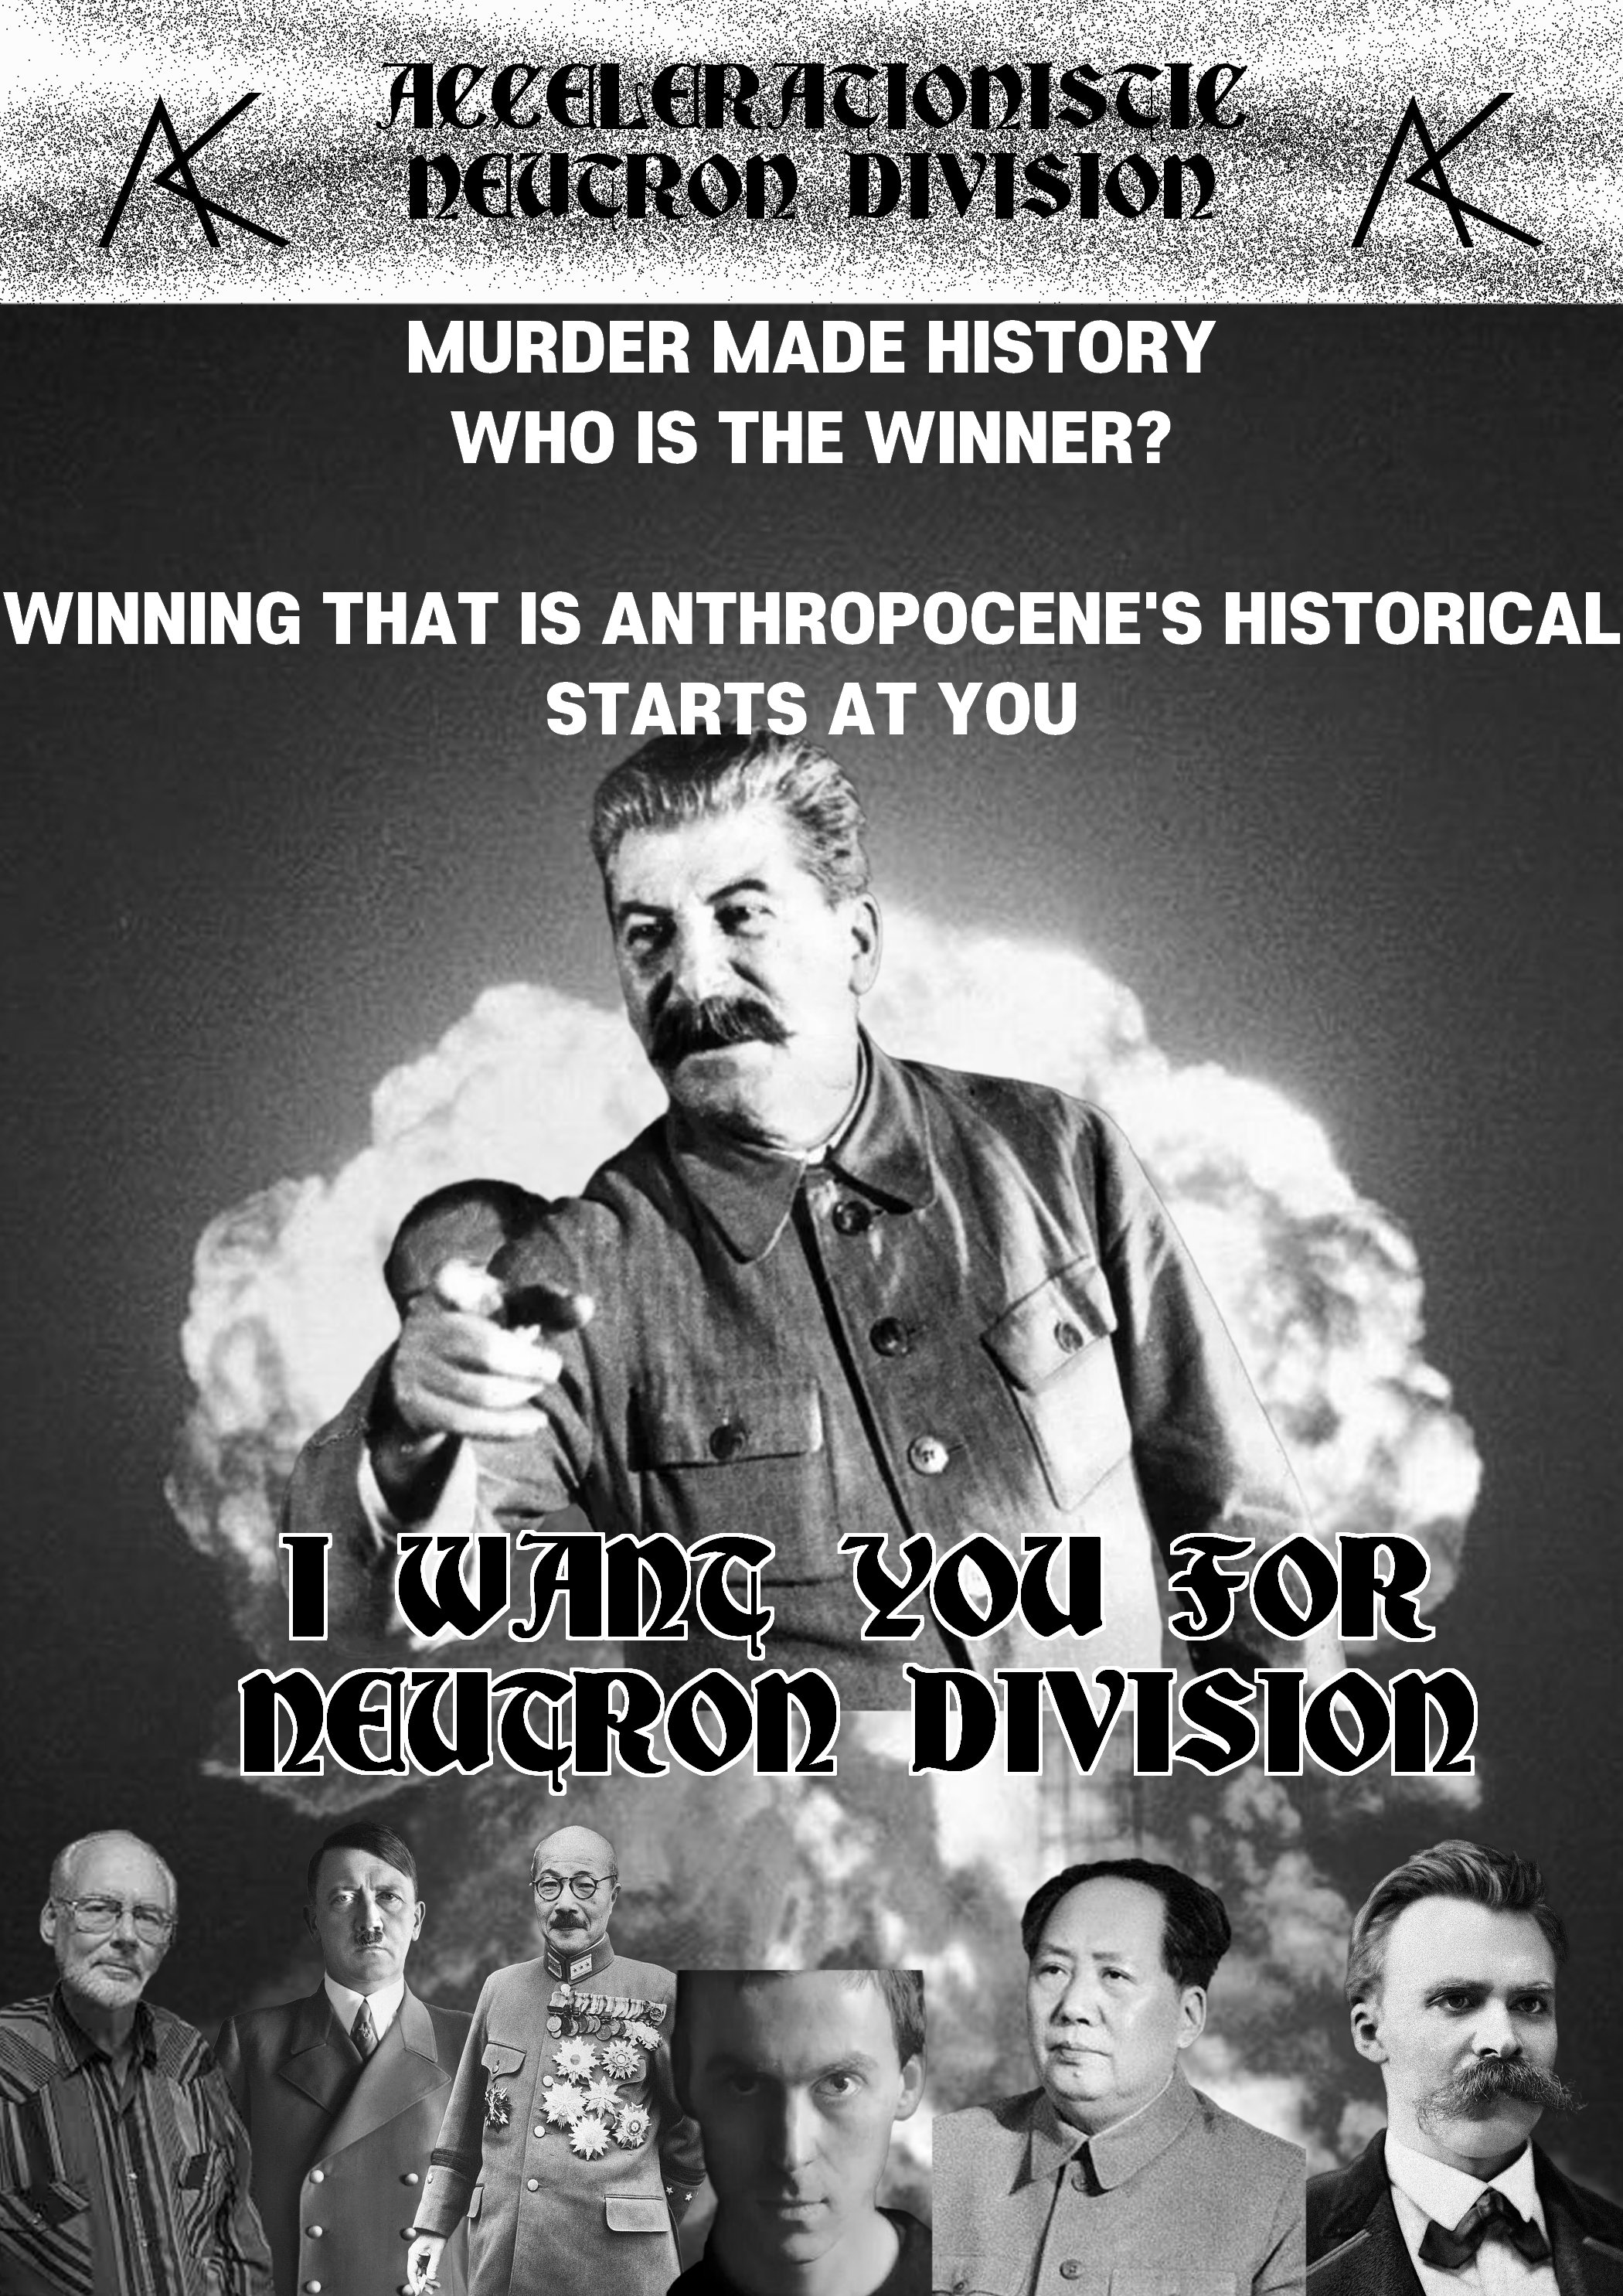 ACCELERATIONISTIC
NEUTRON DIVISION
MURDER MADE HISTORY
WHO IS THE WINNER?
WINNING THAT IS ANTHROPOCENE'S HISTORICAL
STARTS AT YOU
I WANT YOU FOR
NEUTRON DIVISION